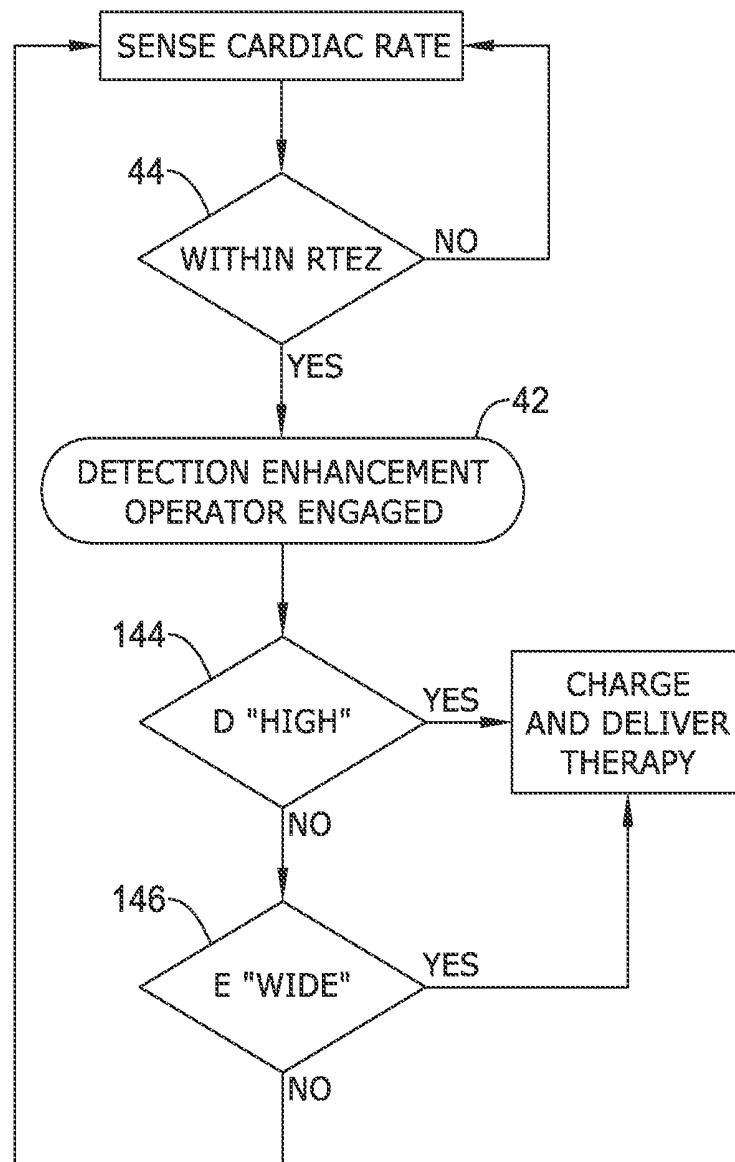 SENSE CARDIAC RATE
44
WITHIN RTEZ
NO
YES
42
DETECTION ENHANCEMENT
OPERATOR ENGAGED
144
D "HIGH"
YES
CHARGE
AND DELIVER
THERAPY
NO
146
E "WIDE"
YES
NO